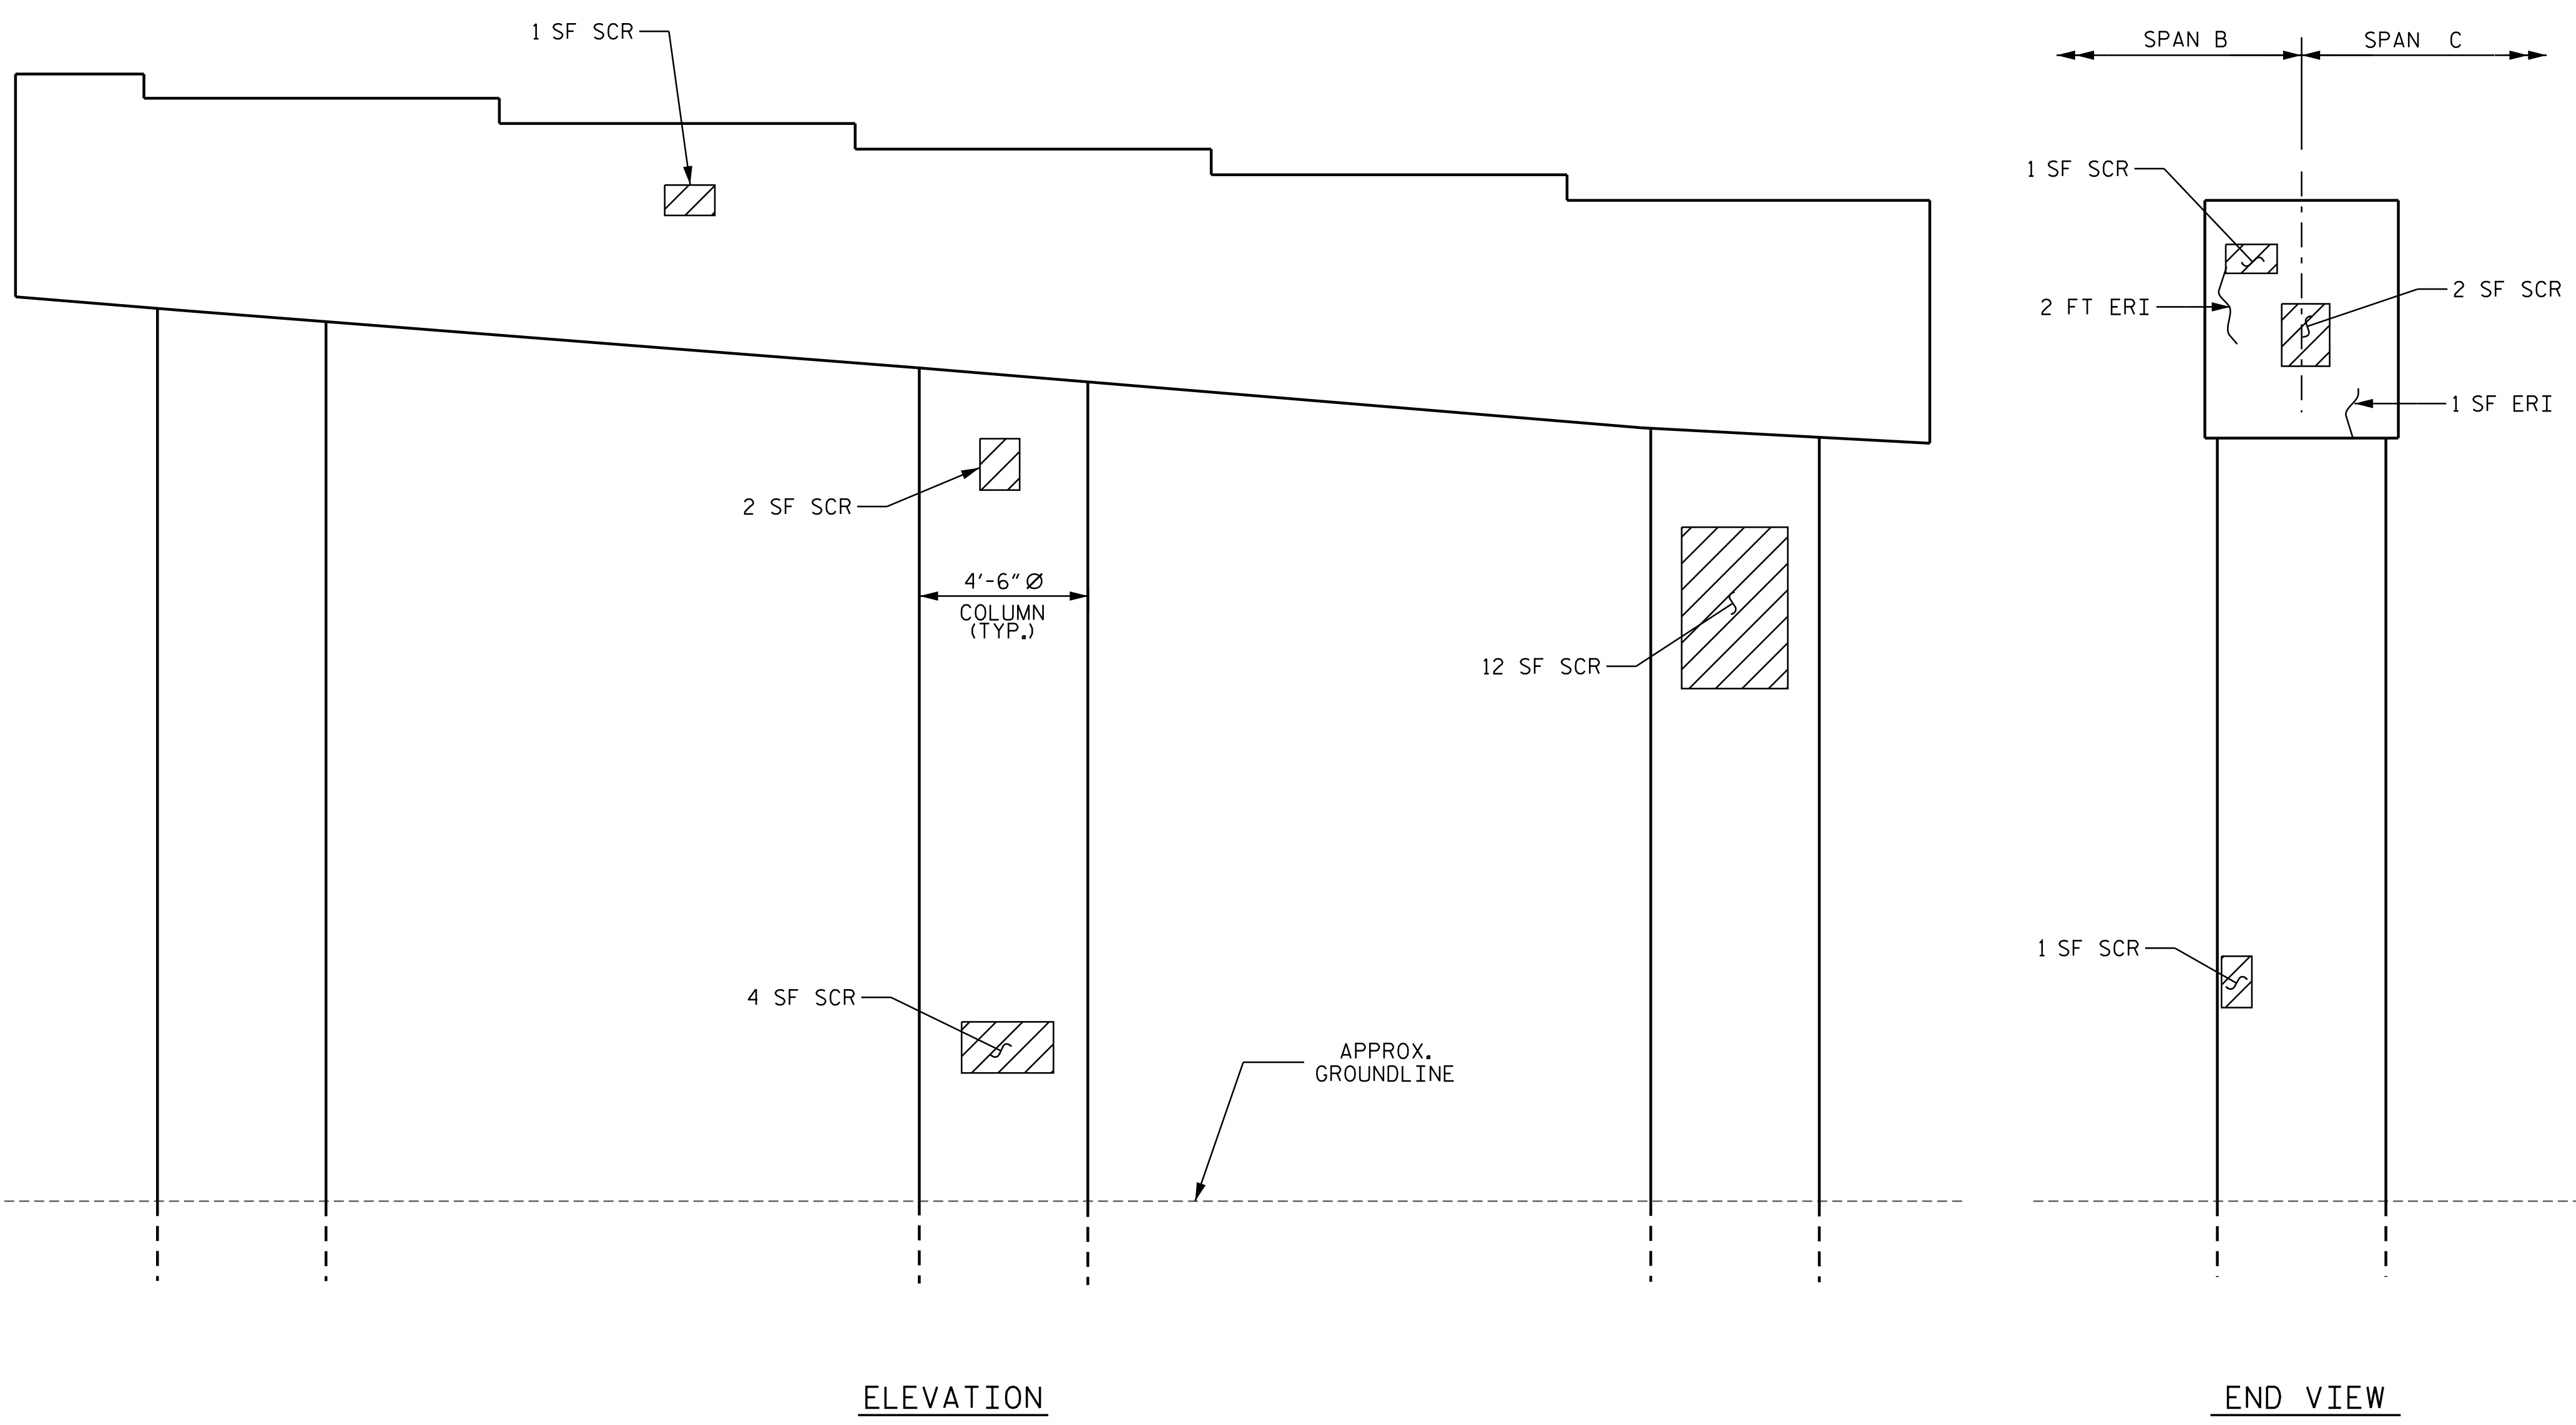 1 SF SCR
SPAN B
SPAN C
1 SF SCR
2 SF SCR
2 FT ERI
1 SF ERI
2 SF SCR
4'-6" Ø
COLUMN
(TYP.)
12 SF SCR
1 SF SCR
4 SF SCR
APPROX.
GROUNDLINE
ELEVATION
END VIEW